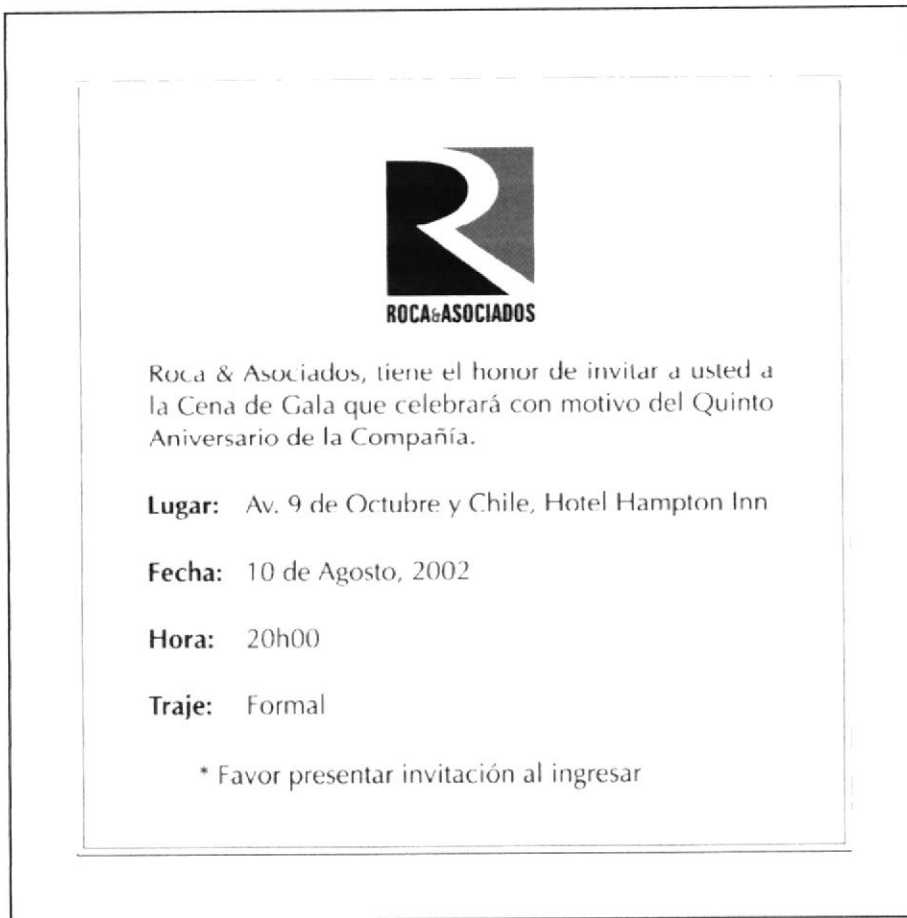 ROCA&ASOCIADOS
Roca & Asociados, tiene el honor de invitar a usted a
la Cena de Gala que celebrará con motivo del Quinto
Aniversario de la Compañía.
Lugar: Av. 9 de Octubre y Chile, Hotel Hampton Inn
Fecha: 10 de Agosto, 2002
Hora: 20h00
Traje: Formal
* Favor presentar invitación al ingresar